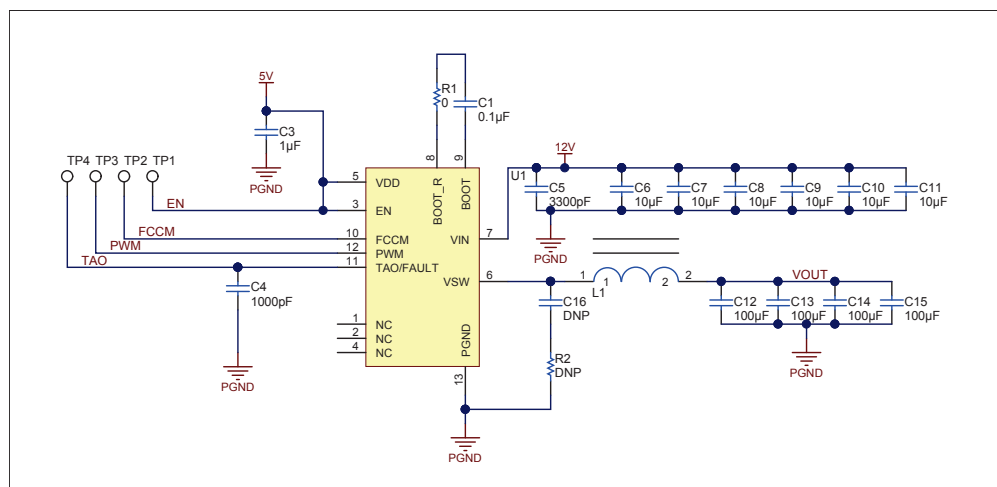 5V
R1
0
C1
0.1µF
C3
1µF
PGND
TP4 TP3 TP2 TP1
EN
FCCM
PWM
TAO
C4
1000pF
PGND
5 VDD
3 EN
10 FCCM
12 PWM
11 TAO/FAULT
1 NC
2 NC
4 NC
8 BOOT_R
9 BOOT
U1
VIN 7
VSW 6
PGND 13
PGND
12V
C5
3300pF
C6
10µF
C7
10µF
C8
10µF
C9
10µF
C10
10µF
C11
10µF
PGND
1 1 2 2
L1
C16
DNP
R2
DNP
VOUT
C12
100µF
C13
100µF
C14
100µF
C15
100µF
PGND